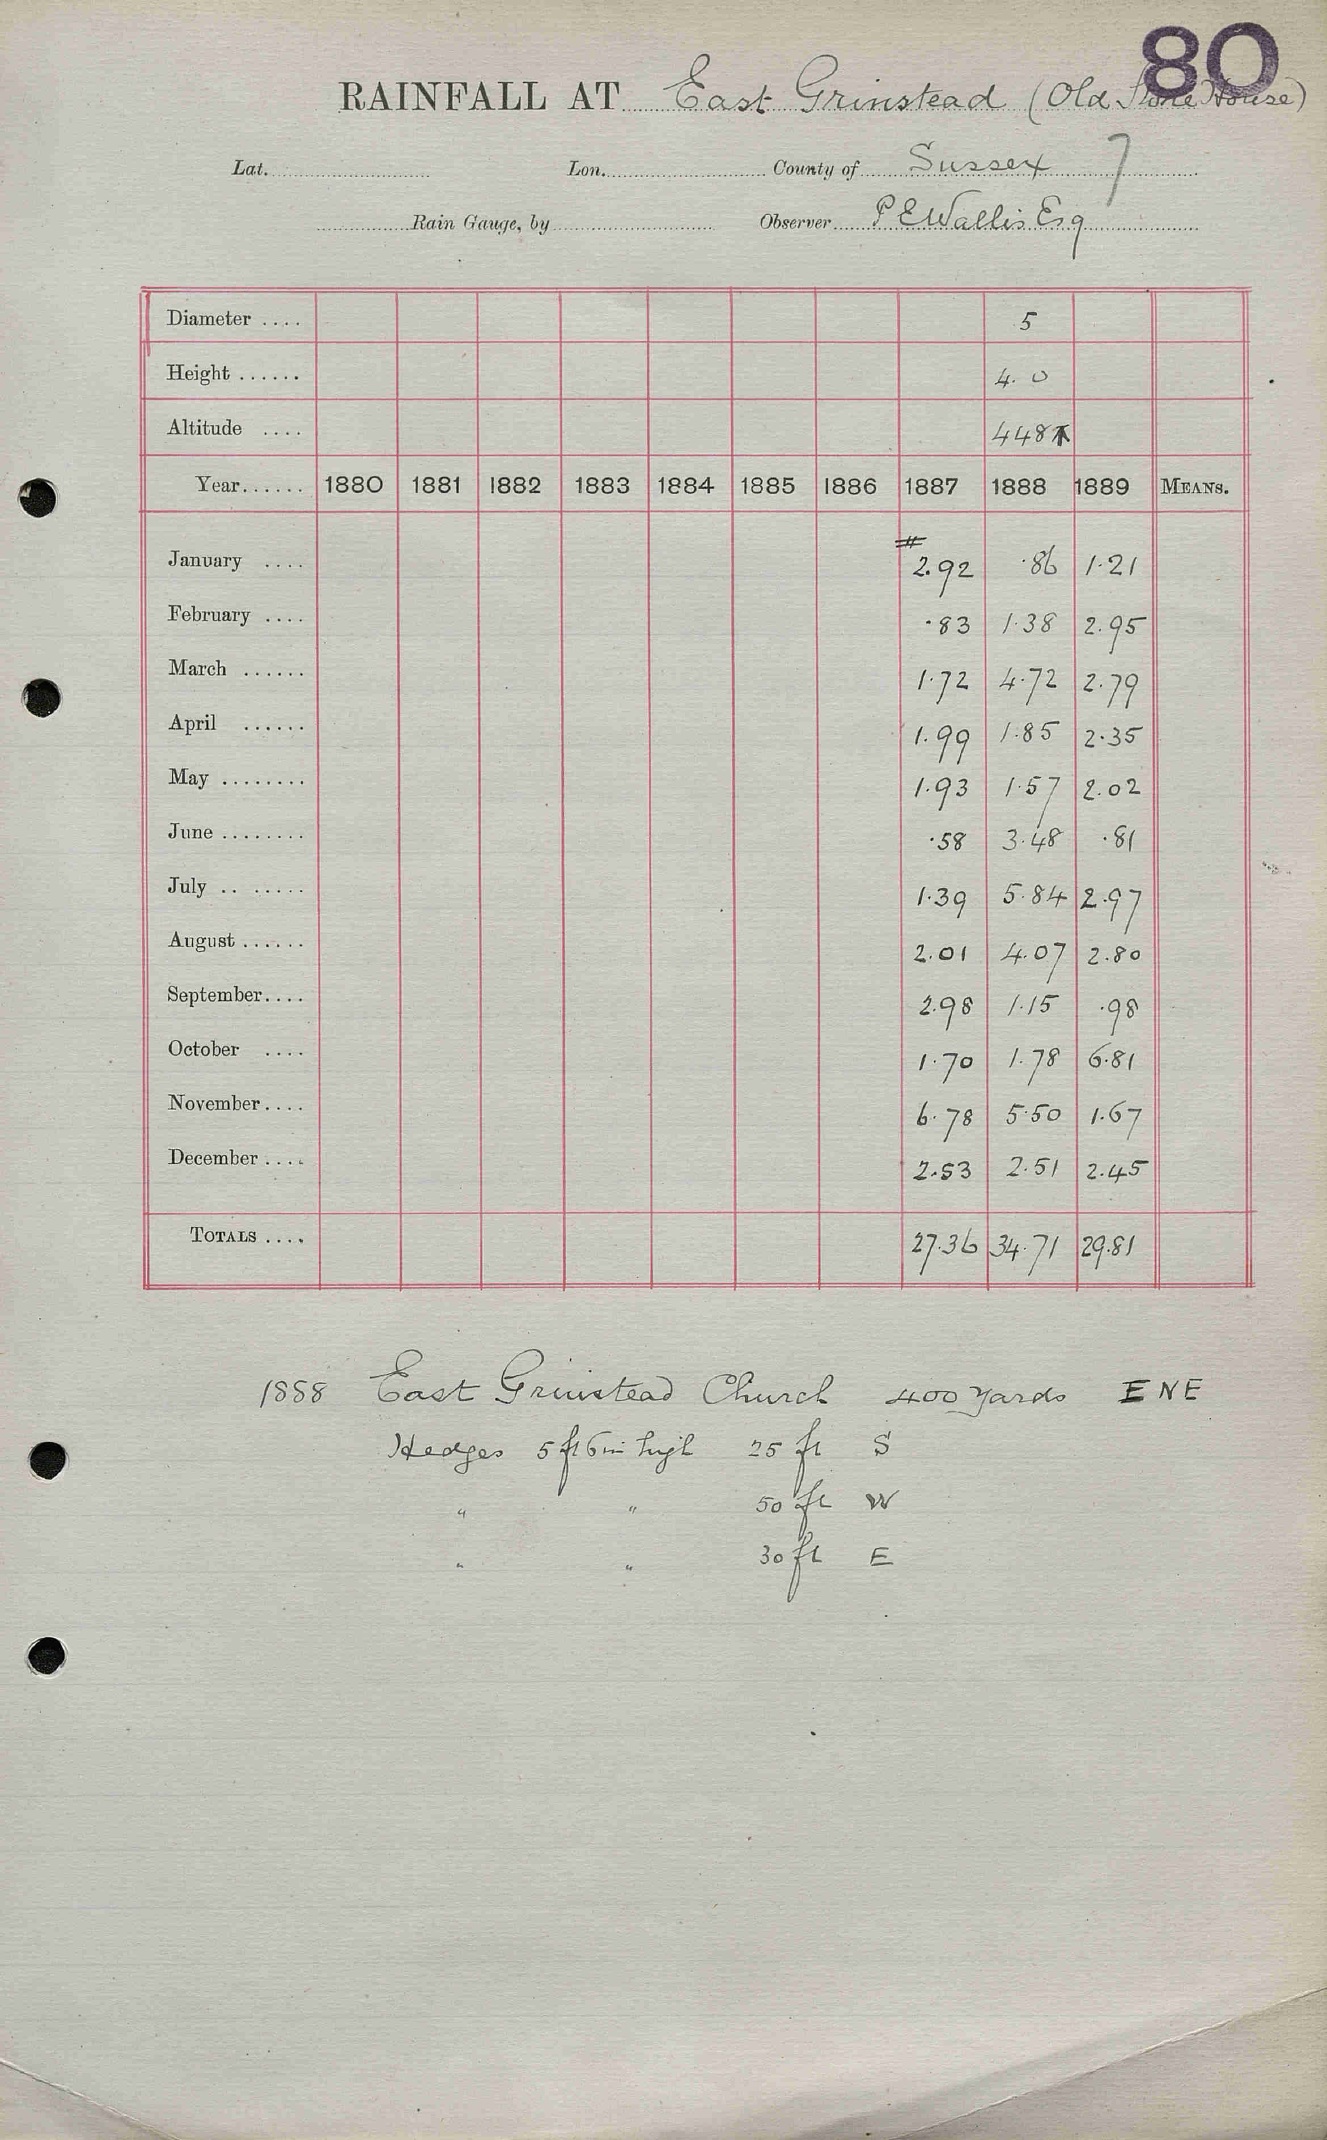 80
RAINFALL AT East Grinstead (Old Stone House)
Lat. Lon. County of Sussex 7
Rain Gauge, by Observer P E Wallis Esq
Diameter .... 5
Height ...... 4. 0
Altitude .... 448
Year...... 1880 1881 1882 1883 1884 1885 1886 1887 1888 1889 MEANS.
January .... # 2.92 .86 1.21
February .... .83 1.38 2.95
March ...... 1.72 4.72 2.79
April ...... 1.99 1.85 2.35
May ........ 1.93 1.57 2.02
June ........ .58 3.48 .81
July .. ..... 1.39 5.84 2.97
August ...... 2.01 4.07 2.80
September.... 2.98 1.15 .98
October .... 1.70 1.78 6.81
November.... 6.78 5.50 1.67
December .... 2.53 2.51 2.45
TOTALS .... 27.36 34.71 29.81
1888 East Grinstead Church 400 yards E N E
Hedges 5 ft 6 in high 25 ft S
" " 50 ft W
" " 30 ft E